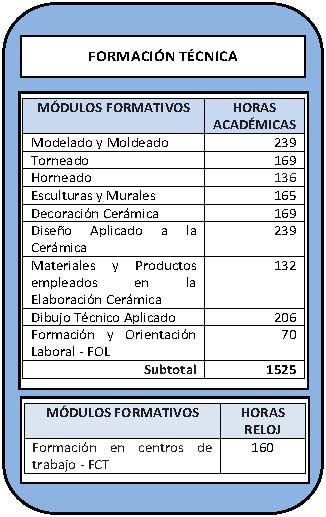 FORMACIÓN TÉCNICA
MÓDULOS FORMATIVOS HORAS
ACADÉMICAS
Modelado y Moldeado 239
Torneado 169
Horneado 136
Esculturas y Murales 165
Decoración Cerámica 169
Diseño Aplicado a la 239
Cerámica
Materiales y Productos 132
empleados en la
Elaboración Cerámica
Dibujo Técnico Aplicado 206
Formación y Orientación 70
Laboral - FOL
Subtotal 1525
MÓDULOS FORMATIVOS HORAS
RELOJ
Formación en centros de 160
trabajo - FCT